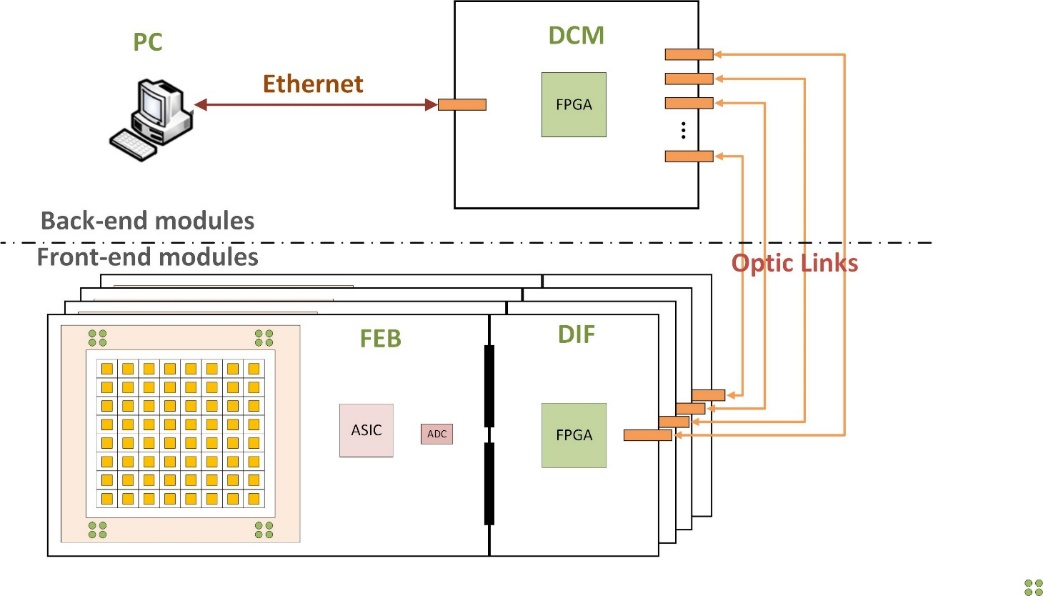 PC
DCM
Ethernet
FPGA
Back-end modules
Front-end modules
Optic Links
FEB
DIF
ASIC
ADC
FPGA